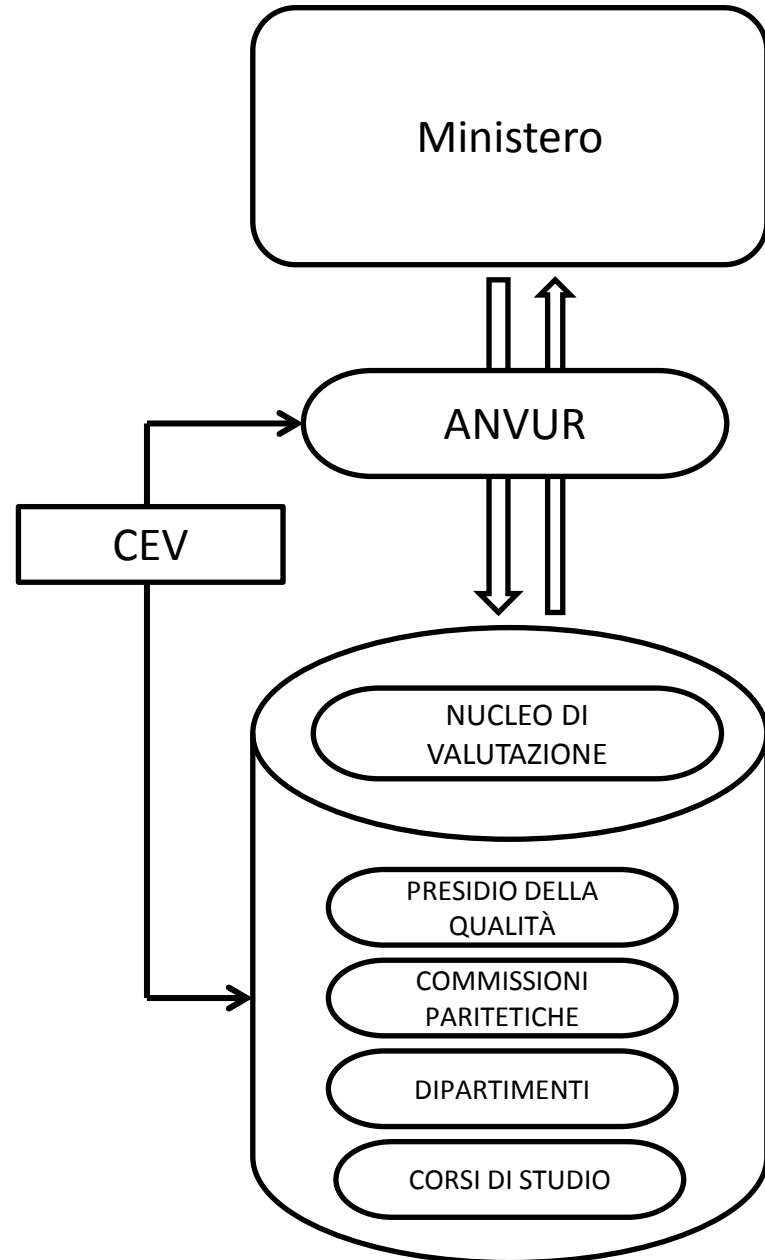 Ministero
ANVUR
CEV
NUCLEO DI
VALUTAZIONE
PRESIDIO DELLA
QUALITÀ
COMMISSIONI
PARITETICHE
DIPARTIMENTI
CORSI DI STUDIO